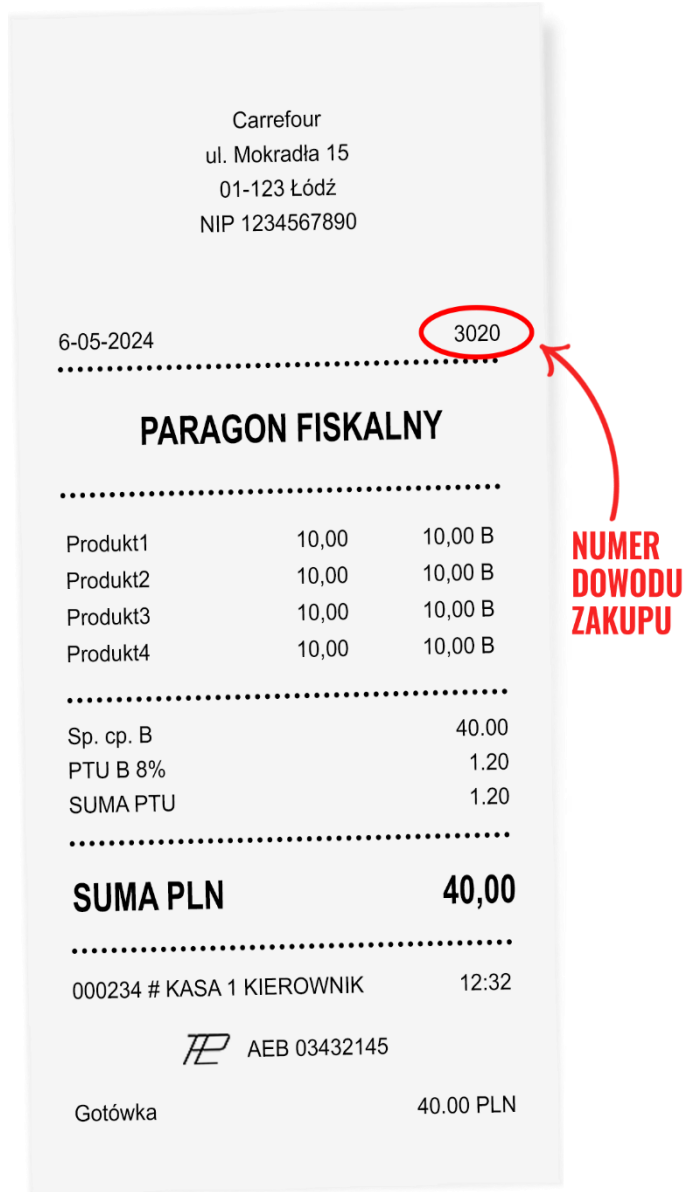 Carrefour
ul. Mokradła 15
01-123 Łódź
NIP 1234567890
6-05-2024 3020
PARAGON FISKALNY
Produkt1 10,00 10,00 B
Produkt2 10,00 10,00 B
Produkt3 10,00 10,00 B
Produkt4 10,00 10,00 B
Sp. cp. B 40.00
PTU B 8% 1.20
SUMA PTU 1.20
SUMA PLN 40,00
000234 # KASA 1 KIEROWNIK 12:32
AEB 03432145
Gotówka 40.00 PLN
NUMER
DOWODU
ZAKUPU